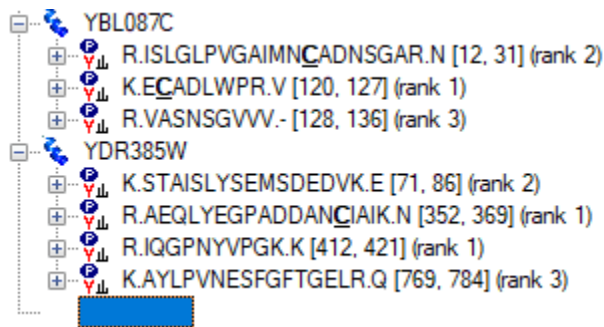 YBL087C
R.ISLGLPVGAIMNCADNSGAR.N [12, 31] (rank 2)
K.ECADLWPR.V [120, 127] (rank 1)
R.VASNSGVVV.- [128, 136] (rank 3)
YDR385W
K.STAISLYSEMSDEDVK.E [71, 86] (rank 2)
R.AEQLYEGPADDANCIAIK.N [352, 369] (rank 1)
R.IQGPNYVPGK.K [412, 421] (rank 1)
K.AYLPVNESFGFTGELR.Q [769, 784] (rank 3)